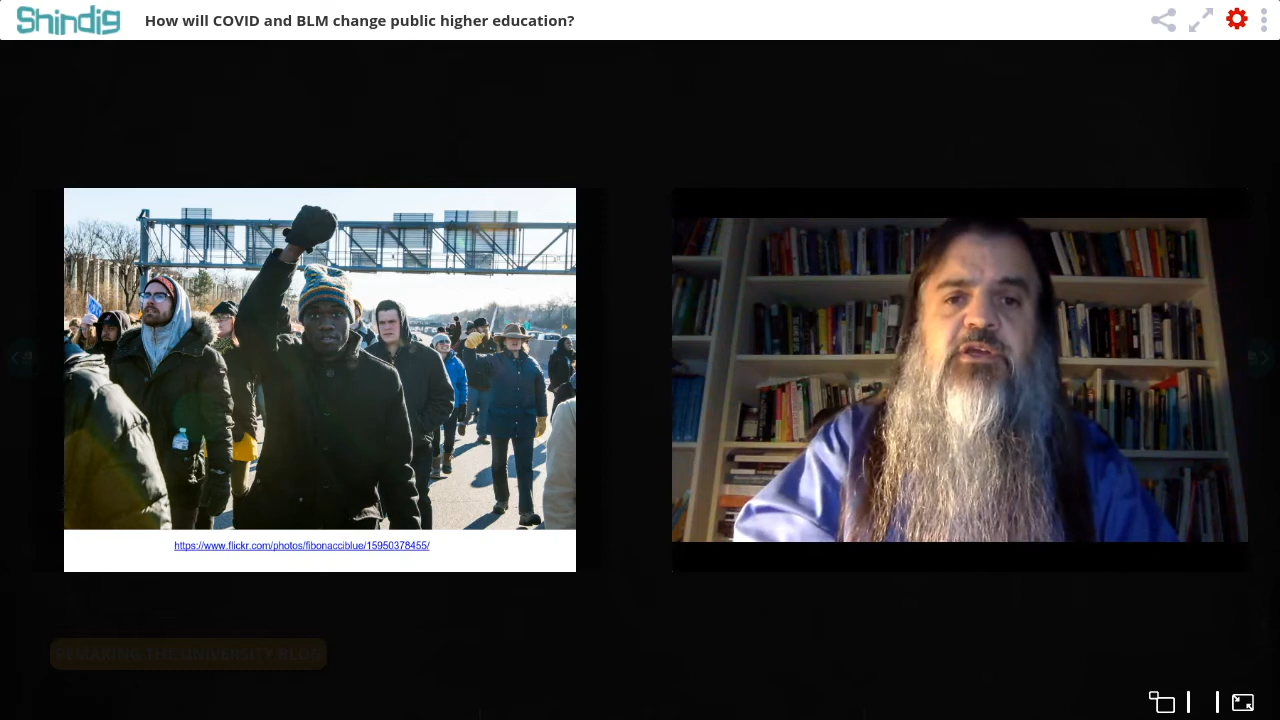 Shindig
How will COVID and BLM change public higher education?
https://www.flickr.com/photos/fibonacciblue/15950378455/
REMAKING THE UNIVERSITY BLOG